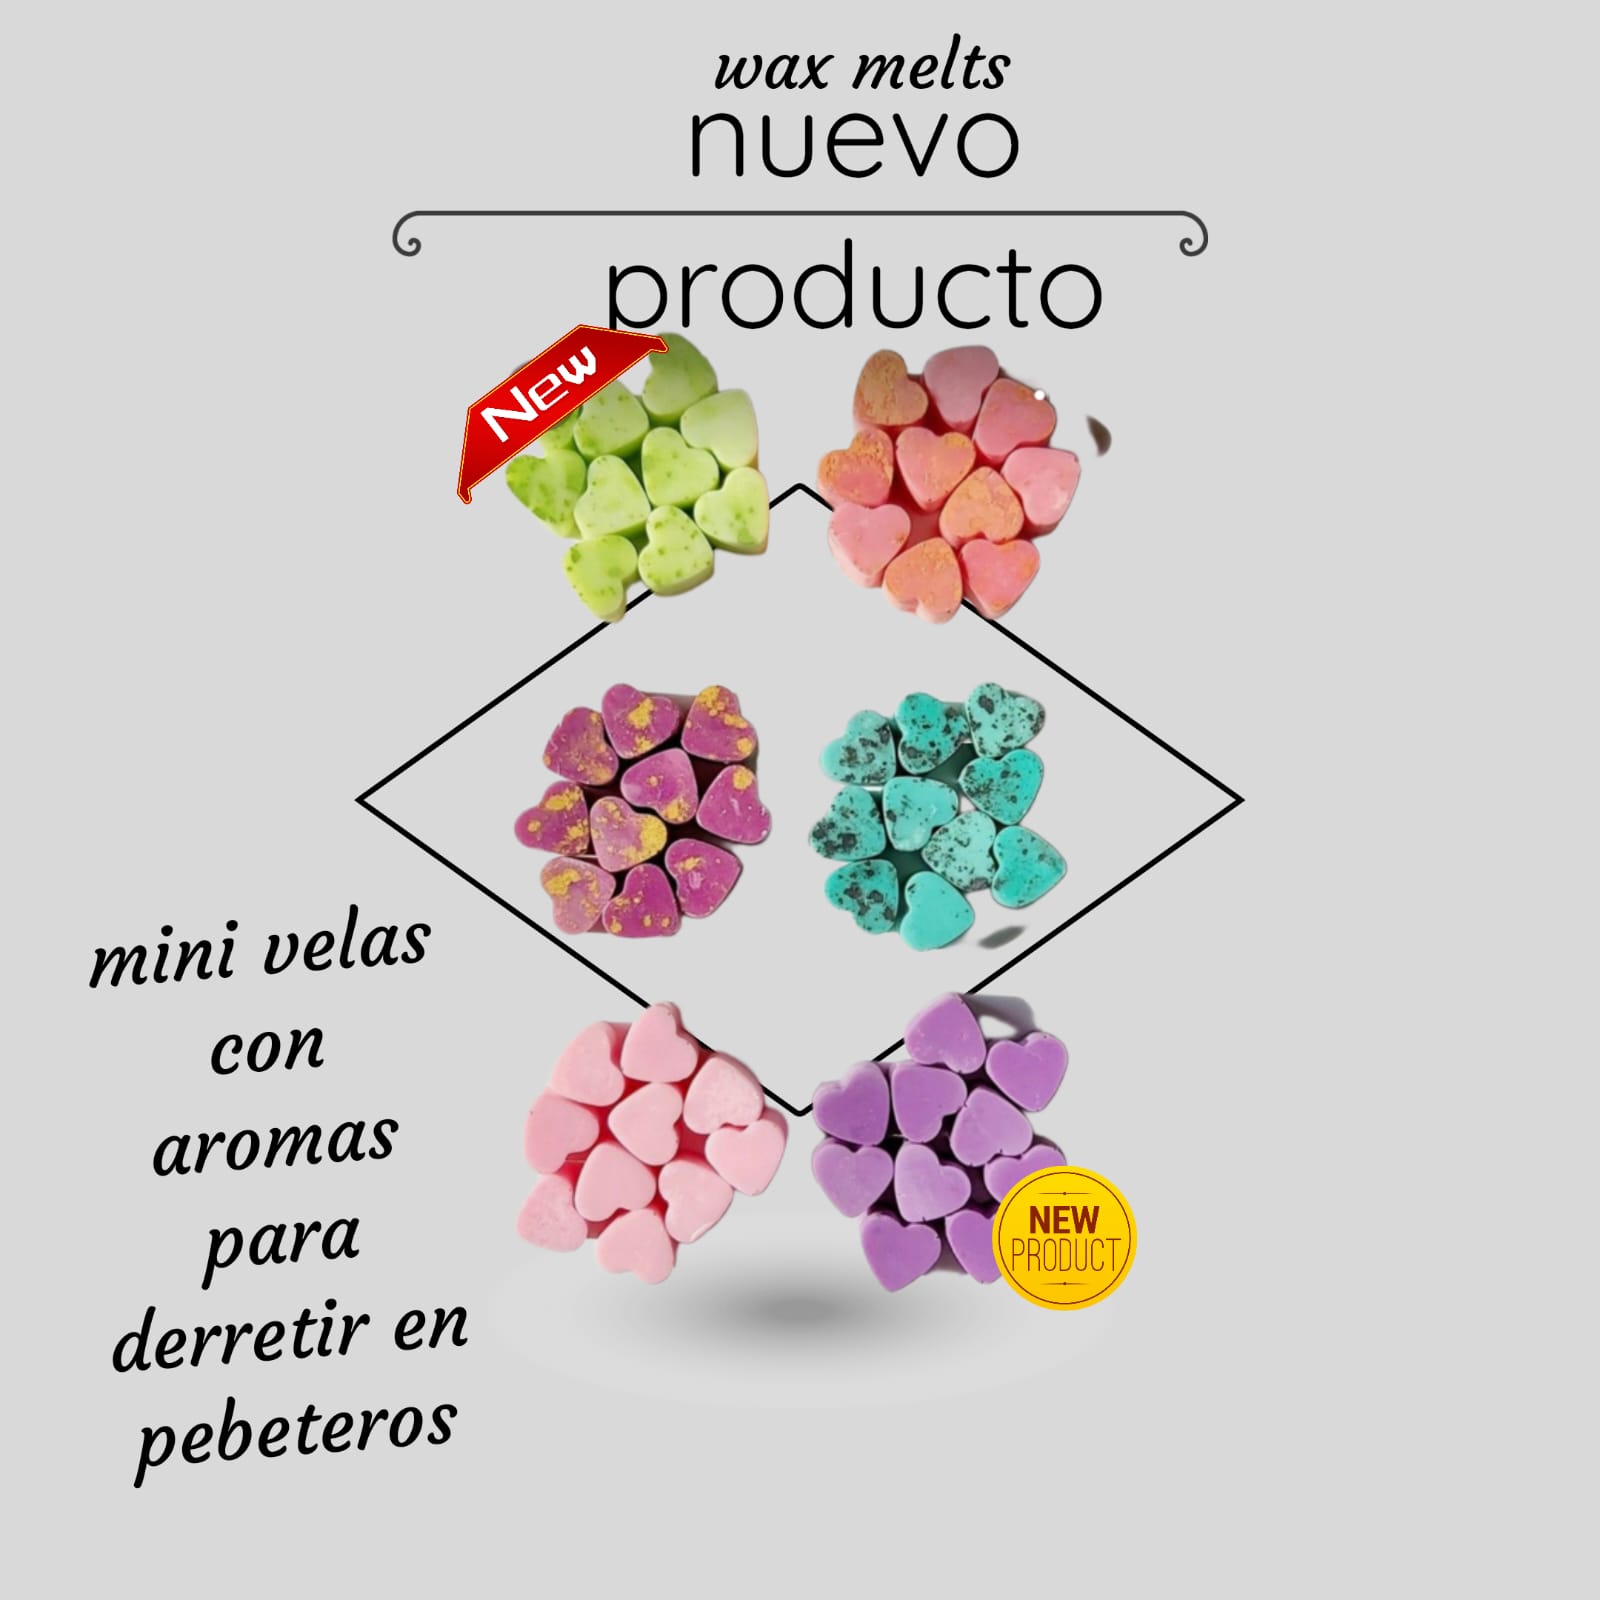 wax melts
nuevo
producto
New
mini velas
con
aromas
para
derretir en
pebeteros
NEW
PRODUCT